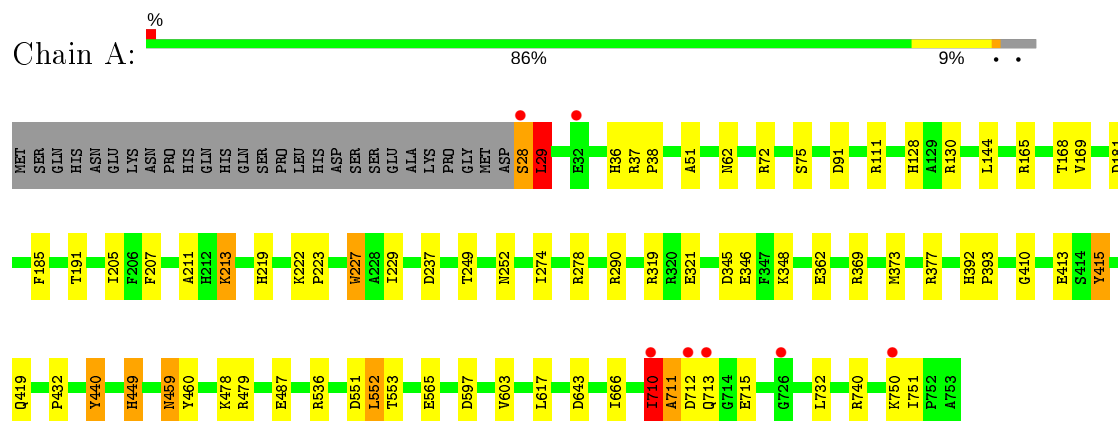 %
Chain A:
86% 9% • •
MET SER GLN HIS ASN GLU LYS ASN PRO HIS GLN HIS GLN SER PRO LEU HIS ASP SER SER GLU ALA LYS PRO GLY MET ASP S28 L29 E32 H36 R37 P38 A51 N62 R72 S75 D91 R111 H128 A129 R130 L144 R165 T168 V169 D181
F185 T191 I205 F206 F207 A211 H212 K213 H219 K222 P223 W227 A228 I229 D237 T249 N252 I274 R278 R290 R319 R320 E321 D345 E346 F347 K348 E362 R369 M373 R377 H392 P393 G410 E413 S414 Y415
Q419 P432 Y440 H449 N459 Y460 K478 R479 E487 R536 D551 L552 T553 E565 D597 V603 L617 D643 I666 I710 A711 D712 Q713 G714 E715 G726 L732 R740 K750 I751 P752 A753